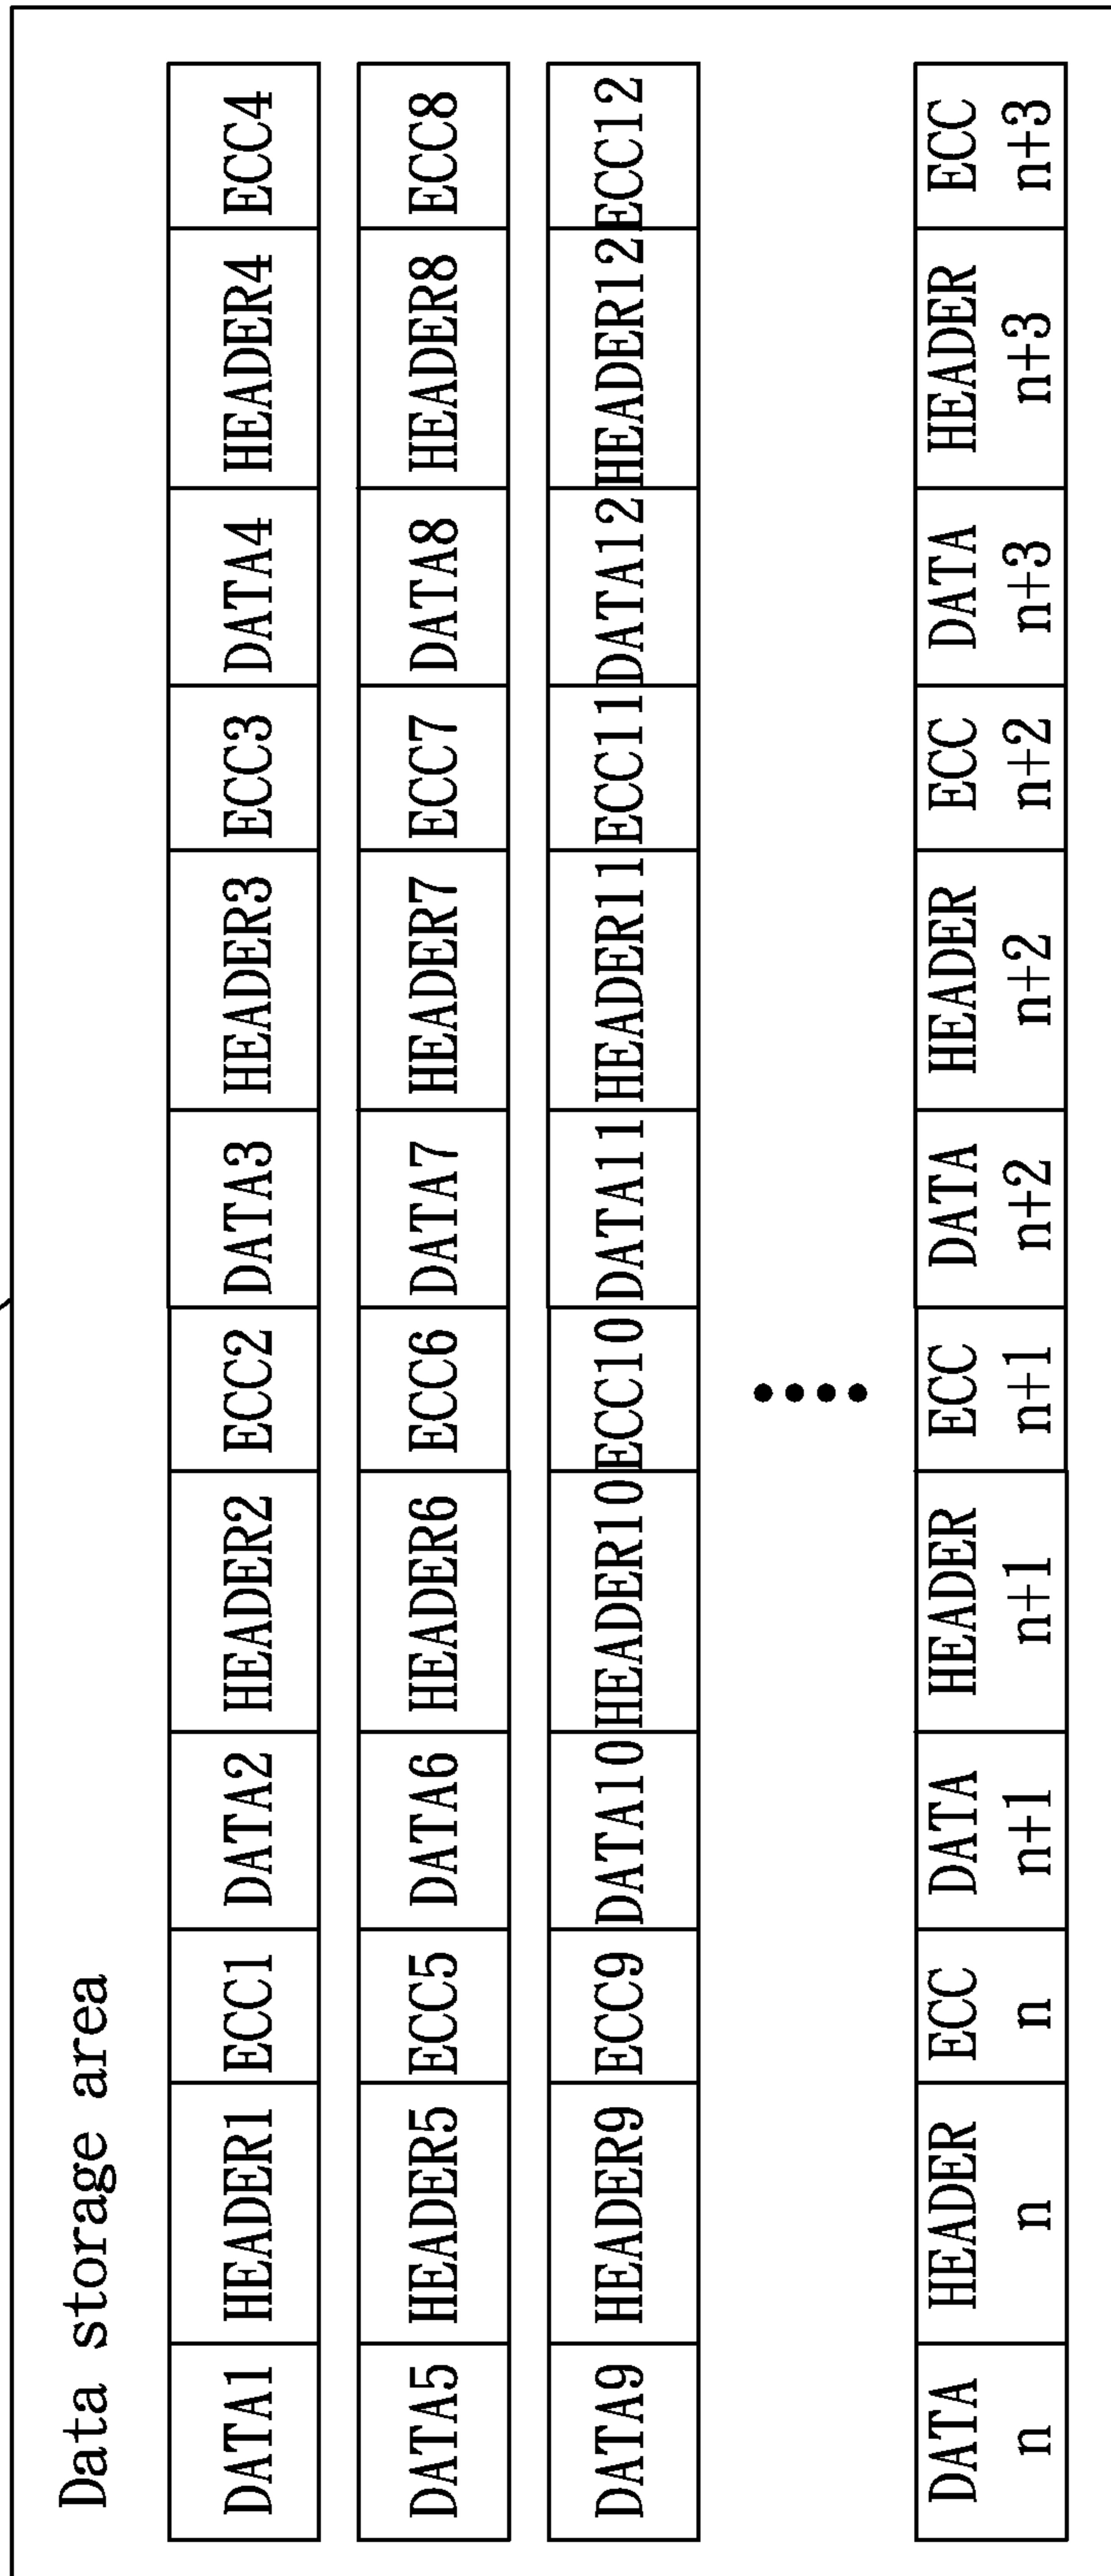 Data storage area
DATA1 HEADER1 ECC1 DATA2 HEADER2 ECC2 DATA3 HEADER3 ECC3 DATA4 HEADER4 ECC4
DATA5 HEADER5 ECC5 DATA6 HEADER6 ECC6 DATA7 HEADER7 ECC7 DATA8 HEADER8 ECC8
DATA9 HEADER9 ECC9 DATA10 HEADER10 ECC10 DATA11 HEADER11 ECC11 DATA12 HEADER12 ECC12
DATA HEADER ECC DATA HEADER ECC DATA HEADER ECC DATA HEADER ECC
n n n n+1 n+1 n+1 n+2 n+2 n+2 n+3 n+3 n+3